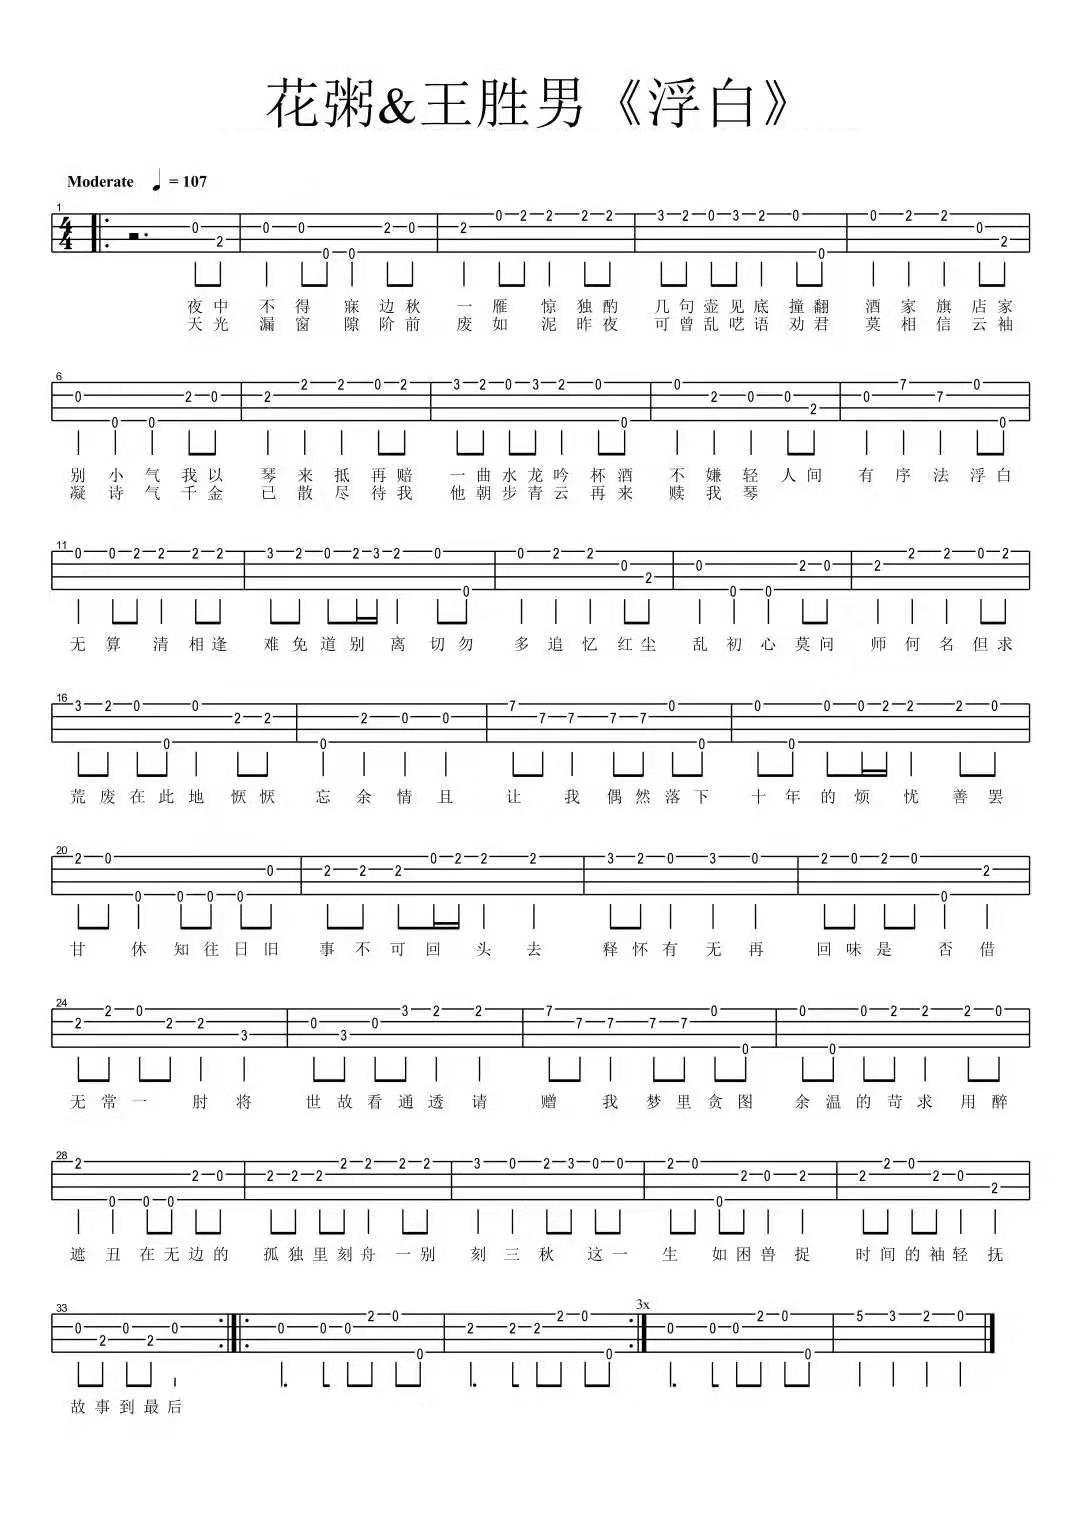 花粥&王胜男《浮白》
Moderate ♩ = 107
1
4 4
0 2 0 0 0 0 2 0 2 0 2 2 2 2 3 2 0 3 2 0 0 0 2 2 0 2
夜中不得寐边秋一雁惊独酌几句壶见底撞翻酒家旗店家
天光漏窗隙阶前废如泥昨夜可曾乱呓语劝君莫相信云袖
6
0 0 0 2 0 2 2 2 0 2 3 2 0 3 2 0 0 0 2 0 0 2 0 7 7 0 0
别小气我以琴来抵再赔一曲水龙吟杯酒不嫌轻人间有序法浮白
凝诗气千金已散尽待我他朝步青云再来赎我琴
11
0 0 2 2 2 2 3 2 0 2 3 2 0 0 0 2 2 0 2 0 0 0 2 0 2 2 2 0 2
无算清相逢难免道别离切勿多追忆红尘乱初心莫问师何名但求
16
3 2 0 0 0 2 2 0 2 0 0 7 7 7 7 7 0 0 0 0 0 0 2 2 2 0
荒废在此地恹恹忘余情且让我偶然落下十年的烦忧善罢
20
2 0 0 0 0 0 0 2 2 2 0 2 2 2 3 2 0 3 0 2 0 2 0 0 2
甘休知往日旧事不可回头去释怀有无再回味是否借
24
2 2 0 2 2 3 0 3 0 3 2 2 7 7 7 7 7 0 0 0 0 0 2 2 2 0
无常一肘将世故看通透请赠我梦里贪图余温的苛求用醉
28
2 0 0 0 2 0 2 2 2 2 2 2 2 3 0 2 3 0 0 2 0 0 2 0 2 2 2 0 2 0 2
遮丑在无边的孤独里刻舟一别刻三秋这一生如困兽捉时间的袖轻抚
33
3x
0 2 0 2 0 0 0 0 2 0 0 2 2 2 2 0 0 0 0 0 2 0 0 5 3 2 0
故事到最后